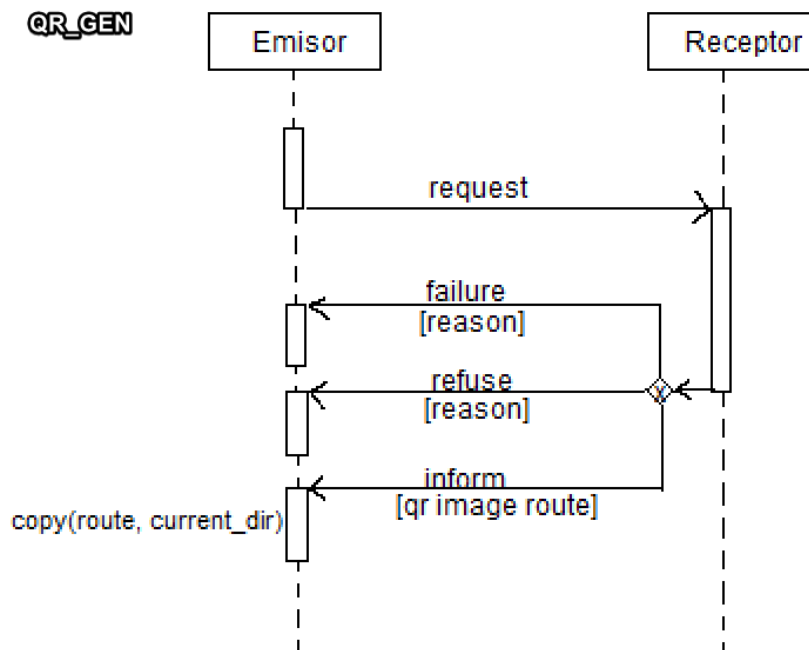 QR_GEN
Emisor
Receptor
request
failure
[reason]
refuse
[reason]
inform
[qr image route]
copy(route, current_dir)